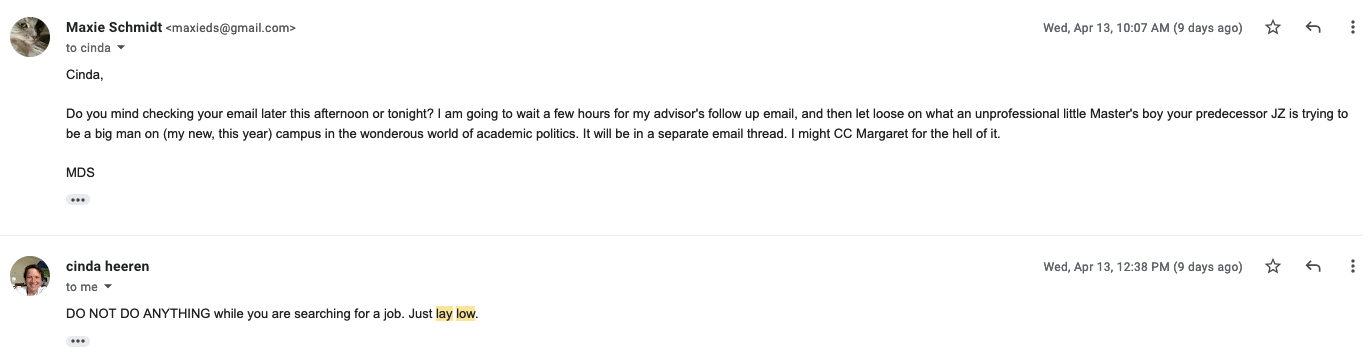 Maxie Schmidt <maxieds@gmail.com> Wed, Apr 13, 10:07 AM (9 days ago)
to cinda
Cinda,
Do you mind checking your email later this afternoon or tonight? I am going to wait a few hours for my advisor's follow up email, and then let loose on what an unprofessional little Master's boy your predecessor JZ is trying to
be a big man on (my new, this year) campus in the wonderous world of academic politics. It will be in a separate email thread. I might CC Margaret for the hell of it.
MDS
cinda heeren Wed, Apr 13, 12:38 PM (9 days ago)
to me
DO NOT DO ANYTHING while you are searching for a job. Just lay low.